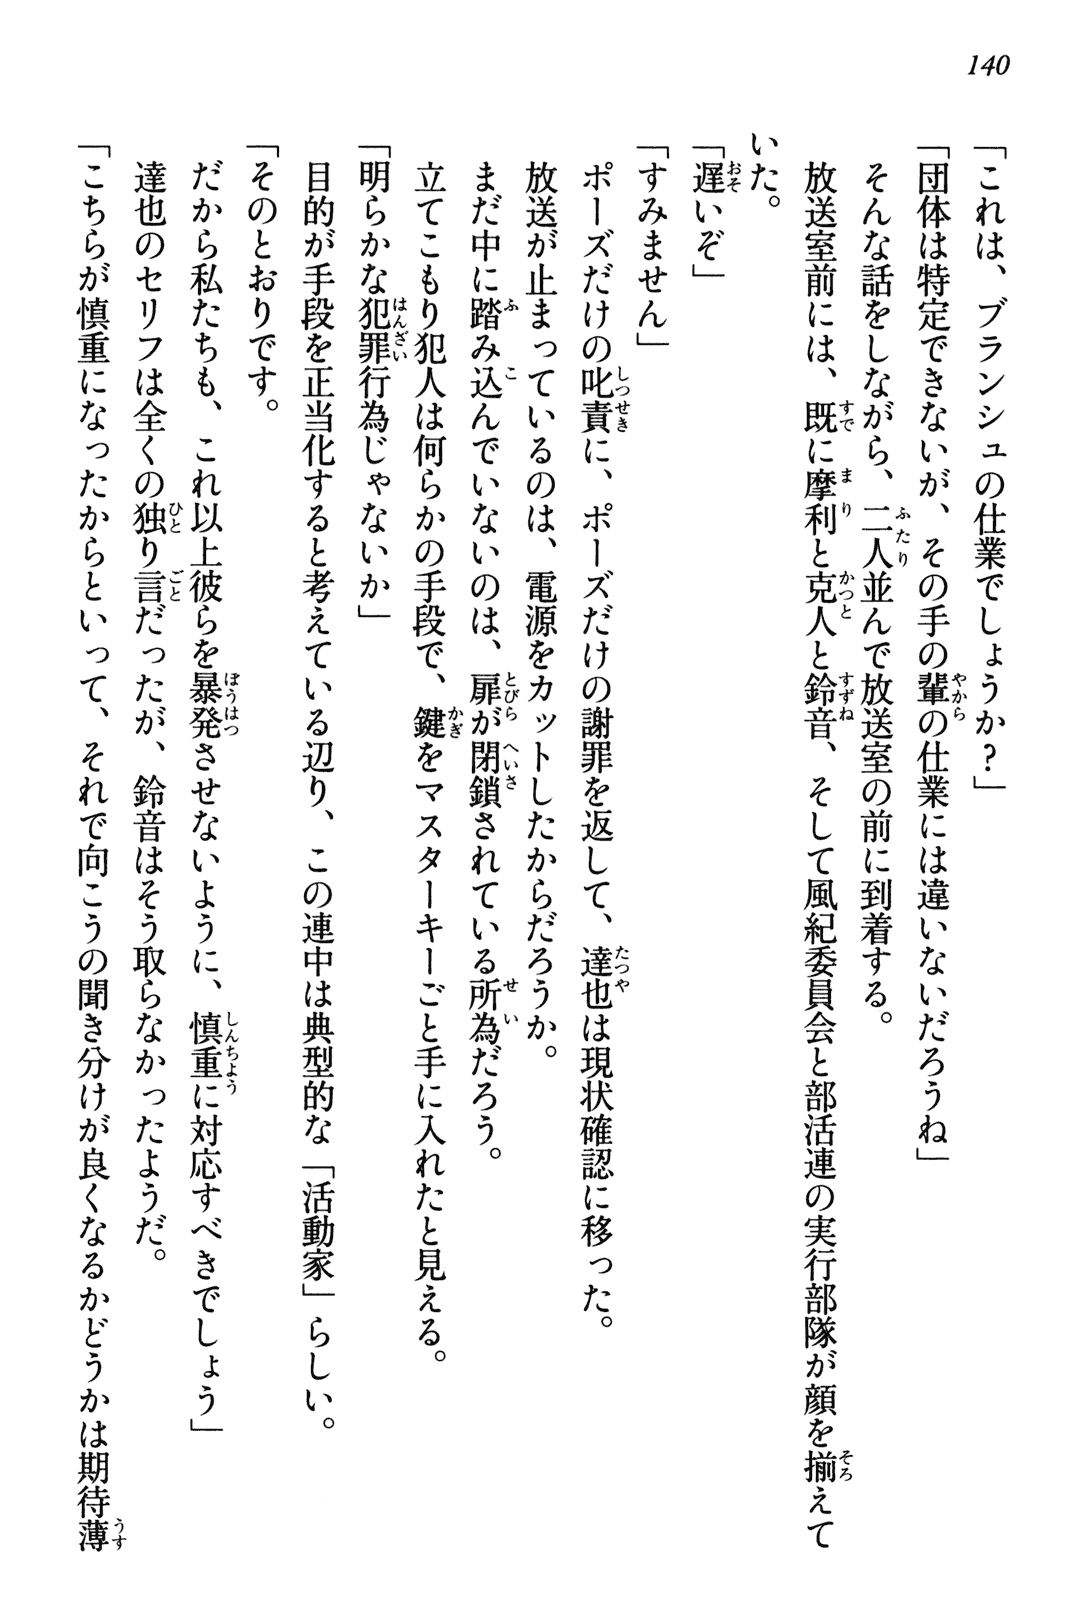 140
「これは、ブランシュの仕業でしょうか?」
「団体は特定できないが、その手の輩の仕業には違いないだろうね」
そんな話をしながら、二人並んで放送室の前に到着する。
放送室前には、既に摩利と克人と鈴音、そして風紀委員会と部活連の実行部隊が顔を揃えて
いた。
「遅いぞ」
「すみません」
ポーズだけの叱責に、ポーズだけの謝罪を返して、達也は現状確認に移った。
放送が止まっているのは、電源をカットしたからだろうか。
まだ中に踏み込んでいないのは、扉が閉鎖されている所為だろう。
立てこもり犯人は何らかの手段で、鍵をマスターキーごと手に入れたと見える。
「明らかな犯罪行為じゃないか」
目的が手段を正当化すると考えている辺り、この連中は典型的な「活動家」らしい。
「そのとおりです。
だから私たちも、これ以上彼らを暴発させないように、慎重に対応すべきでしょう」
達也のセリフは全くの独り言だったが、鈴音はそう取らなかったようだ。
「こちらが慎重になったからといって、それで向こうの聞き分けが良くなるかどうかは期待薄